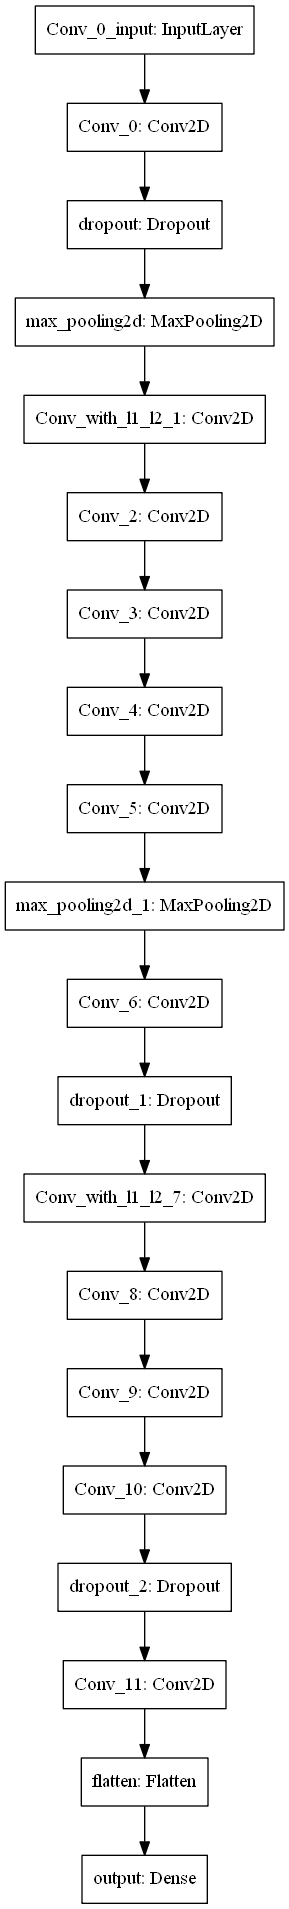 Conv_0_input: InputLayer
Conv_0: Conv2D
dropout: Dropout
max_pooling2d: MaxPooling2D
Conv_with_l1_l2_1: Conv2D
Conv_2: Conv2D
Conv_3: Conv2D
Conv_4: Conv2D
Conv_5: Conv2D
max_pooling2d_1: MaxPooling2D
Conv_6: Conv2D
dropout_1: Dropout
Conv_with_l1_l2_7: Conv2D
Conv_8: Conv2D
Conv_9: Conv2D
Conv_10: Conv2D
dropout_2: Dropout
Conv_11: Conv2D
flatten: Flatten
output: Dense